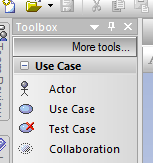 Toolbox
More tools...
Use Case
Actor
Use Case
Test Case
Collaboration